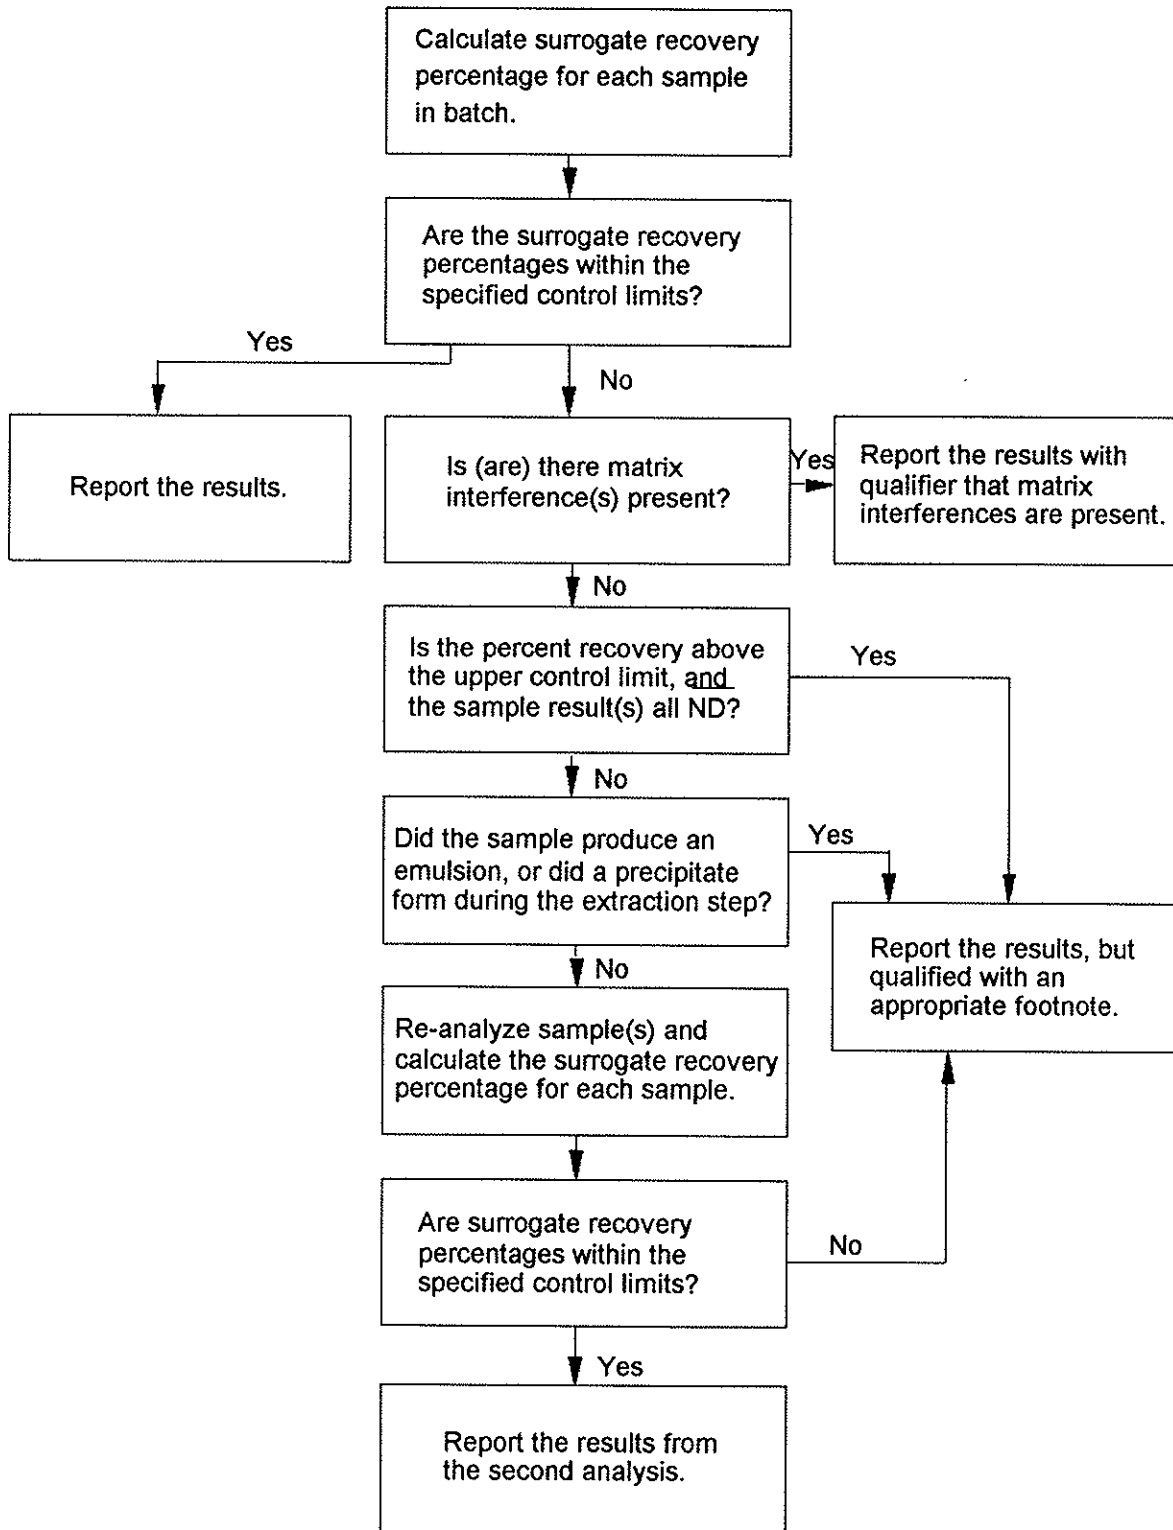 Calculate surrogate recovery
percentage for each sample
in batch.
Are the surrogate recovery
percentages within the
specified control limits?
Yes
No
Report the results.
Is (are) there matrix
interference(s) present?
Yes
Report the results with
qualifier that matrix
interferences are present.
No
Is the percent recovery above
the upper control limit, and
the sample result(s) all ND?
Yes
No
Did the sample produce an
emulsion, or did a precipitate
form during the extraction step?
Yes
Report the results, but
qualified with an
appropriate footnote.
No
Re-analyze sample(s) and
calculate the surrogate recovery
percentage for each sample.
Are surrogate recovery
percentages within the
specified control limits?
No
Yes
Report the results from
the second analysis.